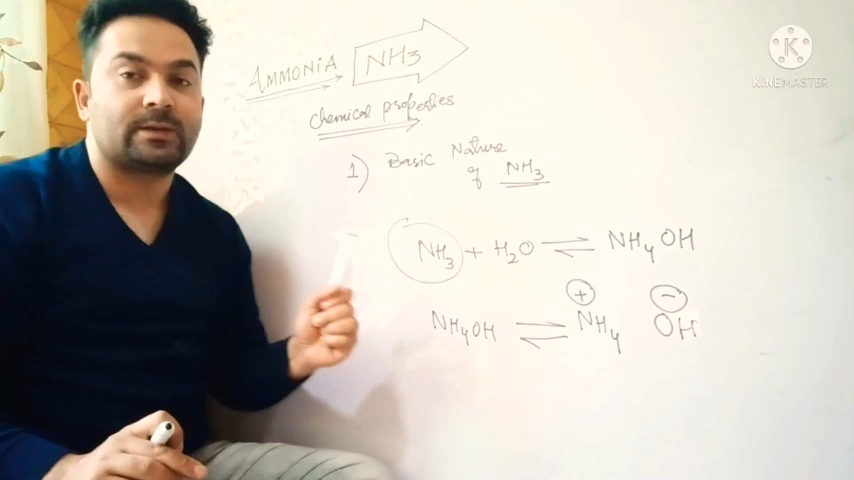 AMMONIA NH3
chemical properties
1) Basic Nature
of NH3
NH3 + H2O ⇌ NH4OH
NH4OH ⇌ NH4⊕ OH⊖
K
KINEMASTER